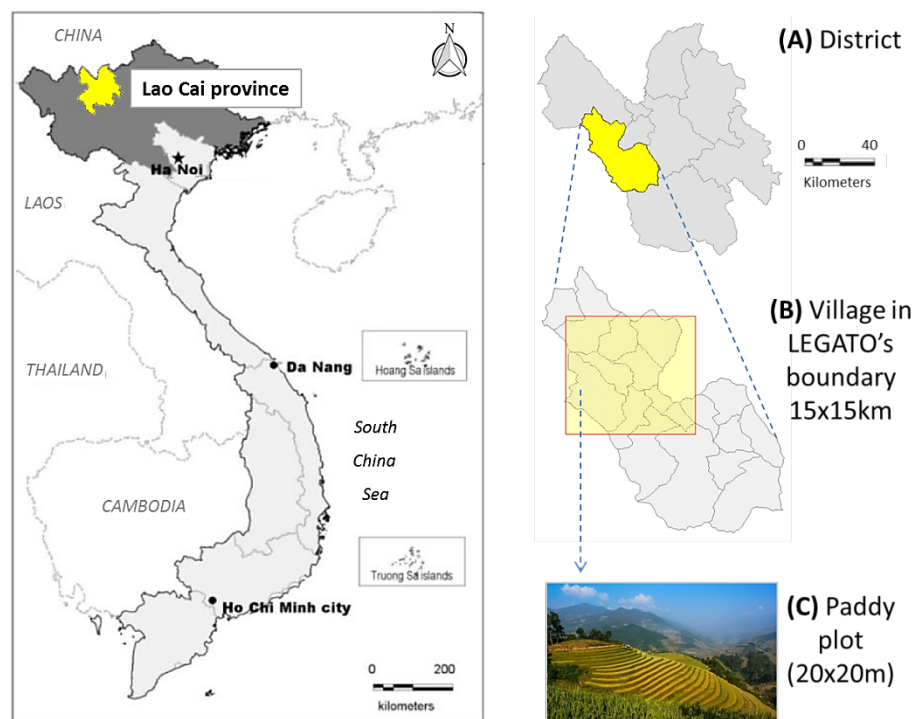 CHINA
N
Lao Cai province
Ha Noi
LAOS
THAILAND
Da Nang
Hoang Sa islands
South
China
Sea
CAMBODIA
Truong Sa islands
Ho Chi Minh city
0 200
kilometers
(A) District
0 40
Kilometers
(B) Village in
LEGATO's
boundary
15x15km
(C) Paddy
plot
(20x20m)